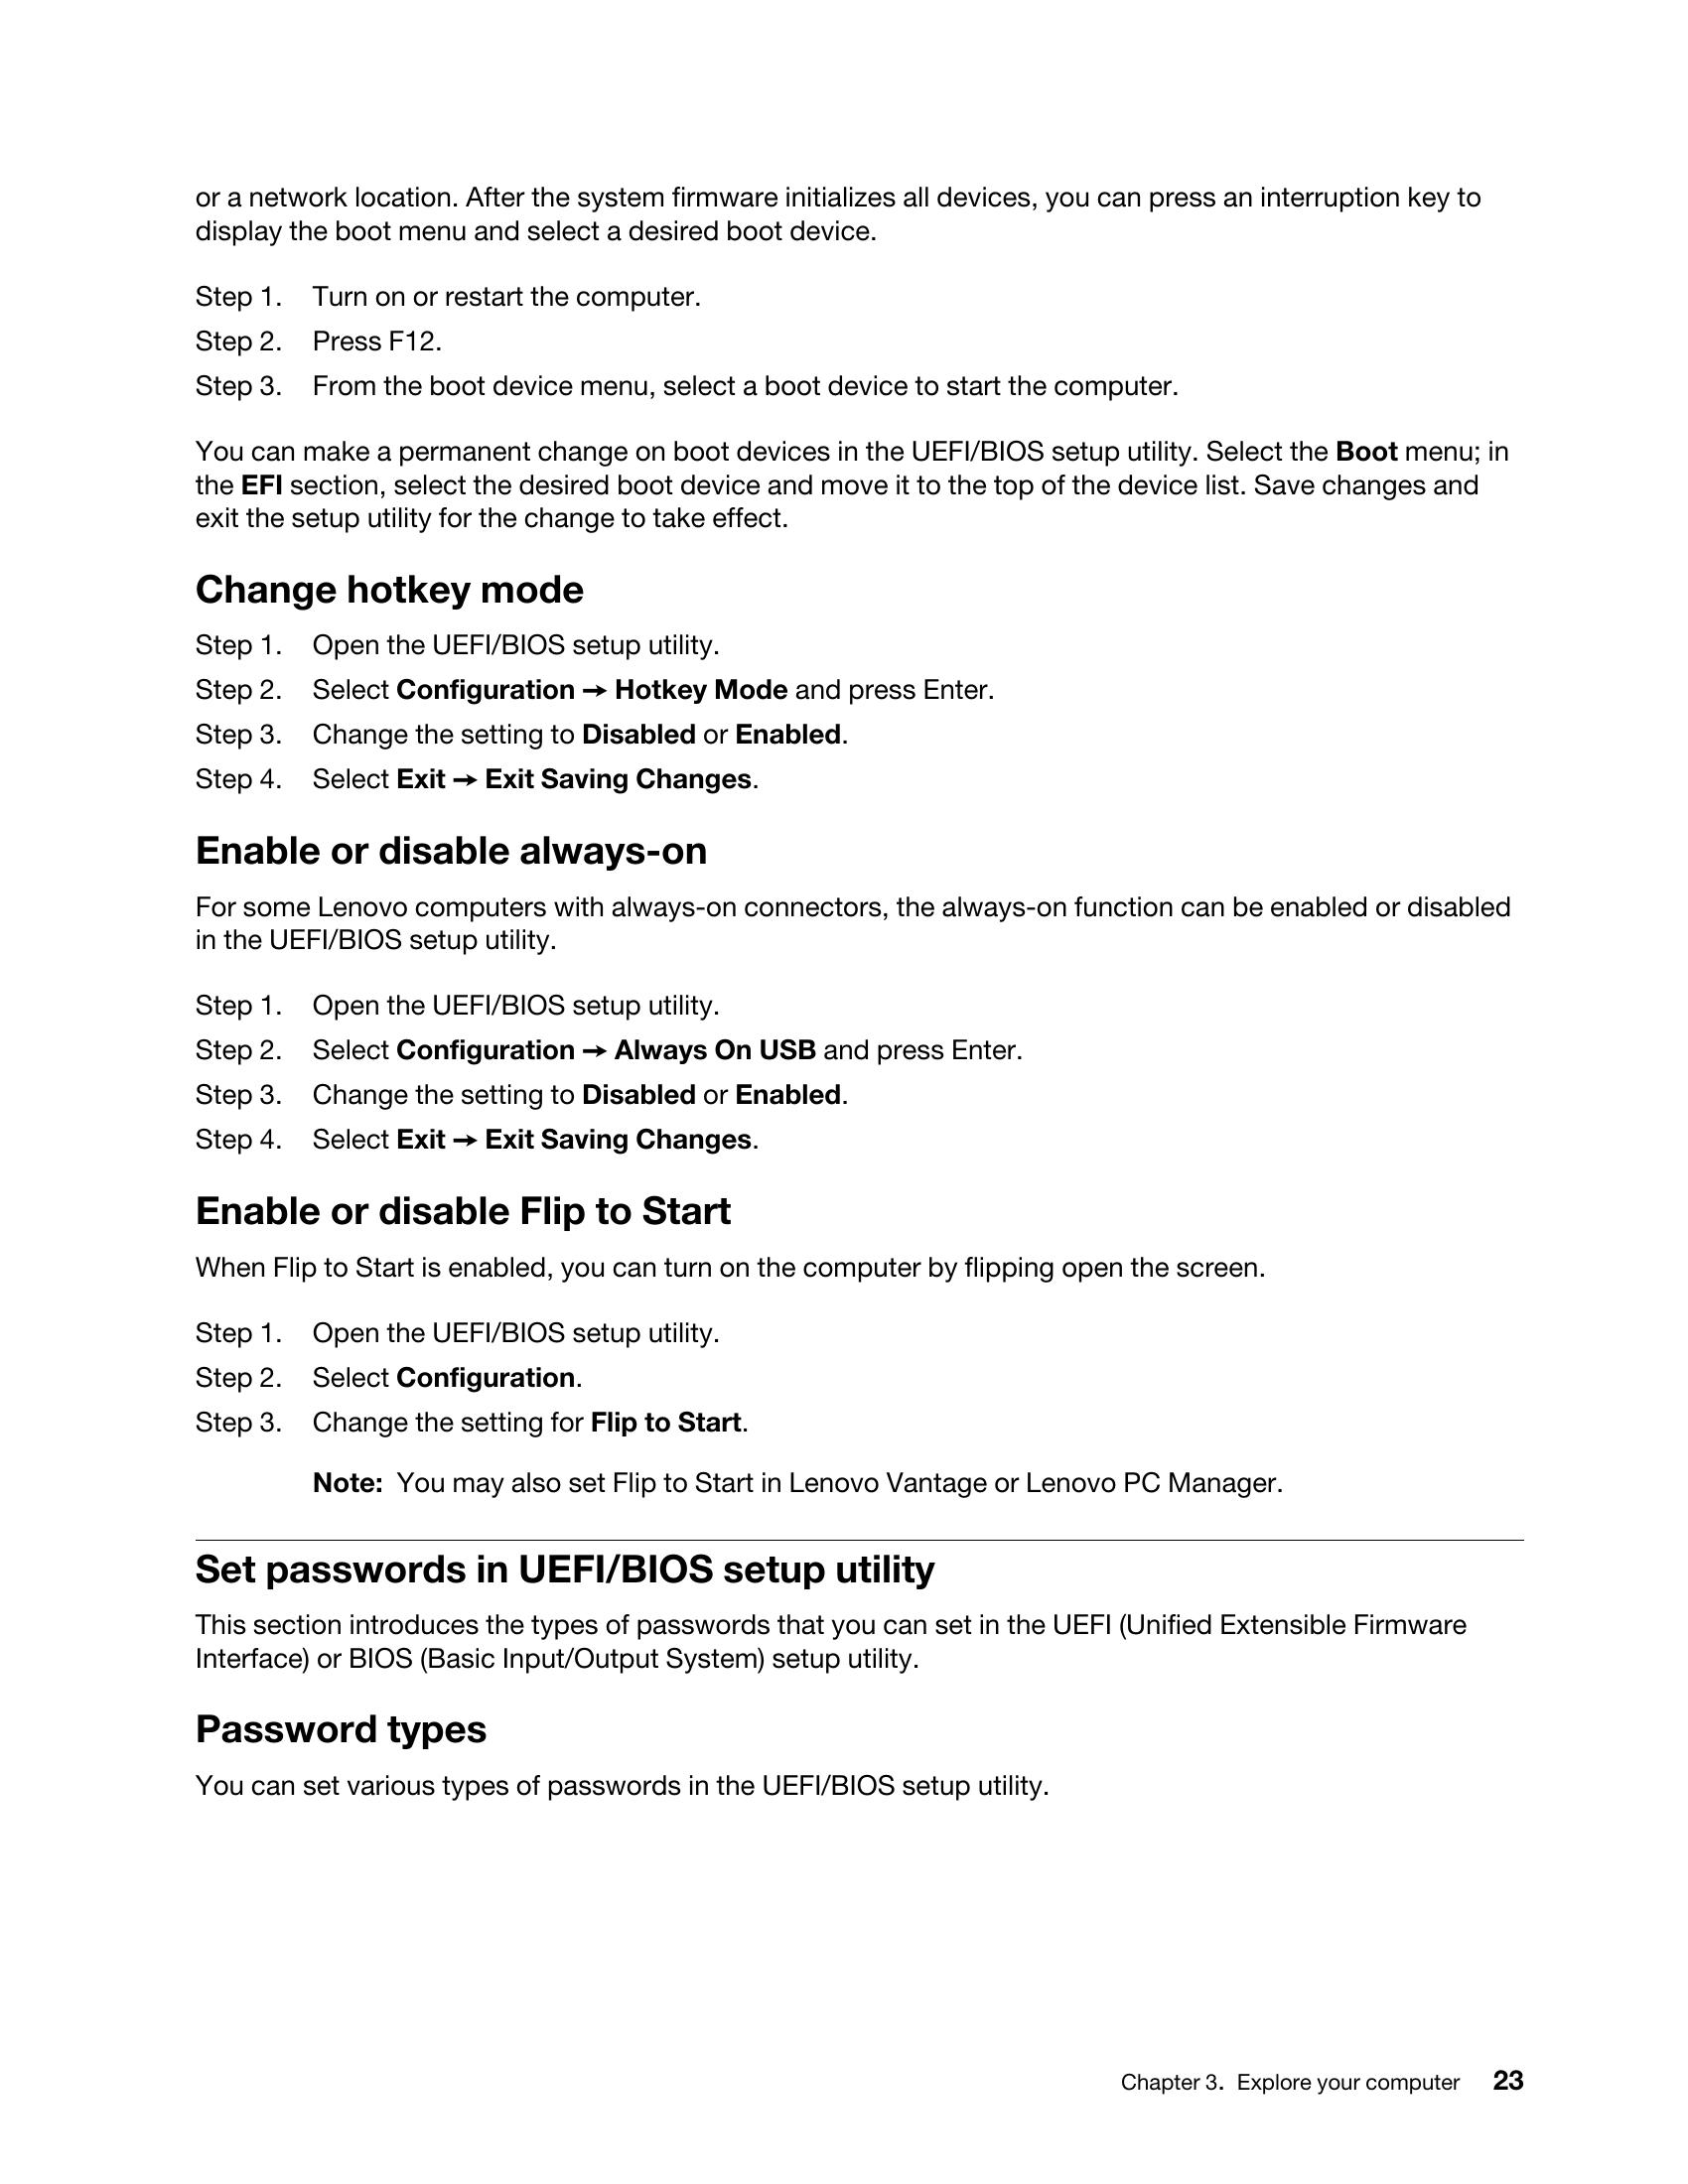 or a network location. After the system firmware initializes all devices, you can press an interruption key to
display the boot menu and select a desired boot device.
Step 1. Turn on or restart the computer.
Step 2. Press F12.
Step 3. From the boot device menu, select a boot device to start the computer.
You can make a permanent change on boot devices in the UEFI/BIOS setup utility. Select the Boot menu; in
the EFI section, select the desired boot device and move it to the top of the device list. Save changes and
exit the setup utility for the change to take effect.
Change hotkey mode
Step 1. Open the UEFI/BIOS setup utility.
Step 2. Select Configuration → Hotkey Mode and press Enter.
Step 3. Change the setting to Disabled or Enabled.
Step 4. Select Exit → Exit Saving Changes.
Enable or disable always-on
For some Lenovo computers with always-on connectors, the always-on function can be enabled or disabled
in the UEFI/BIOS setup utility.
Step 1. Open the UEFI/BIOS setup utility.
Step 2. Select Configuration → Always On USB and press Enter.
Step 3. Change the setting to Disabled or Enabled.
Step 4. Select Exit → Exit Saving Changes.
Enable or disable Flip to Start
When Flip to Start is enabled, you can turn on the computer by flipping open the screen.
Step 1. Open the UEFI/BIOS setup utility.
Step 2. Select Configuration.
Step 3. Change the setting for Flip to Start.
Note: You may also set Flip to Start in Lenovo Vantage or Lenovo PC Manager.
Set passwords in UEFI/BIOS setup utility
This section introduces the types of passwords that you can set in the UEFI (Unified Extensible Firmware
Interface) or BIOS (Basic Input/Output System) setup utility.
Password types
You can set various types of passwords in the UEFI/BIOS setup utility.
Chapter 3. Explore your computer 23